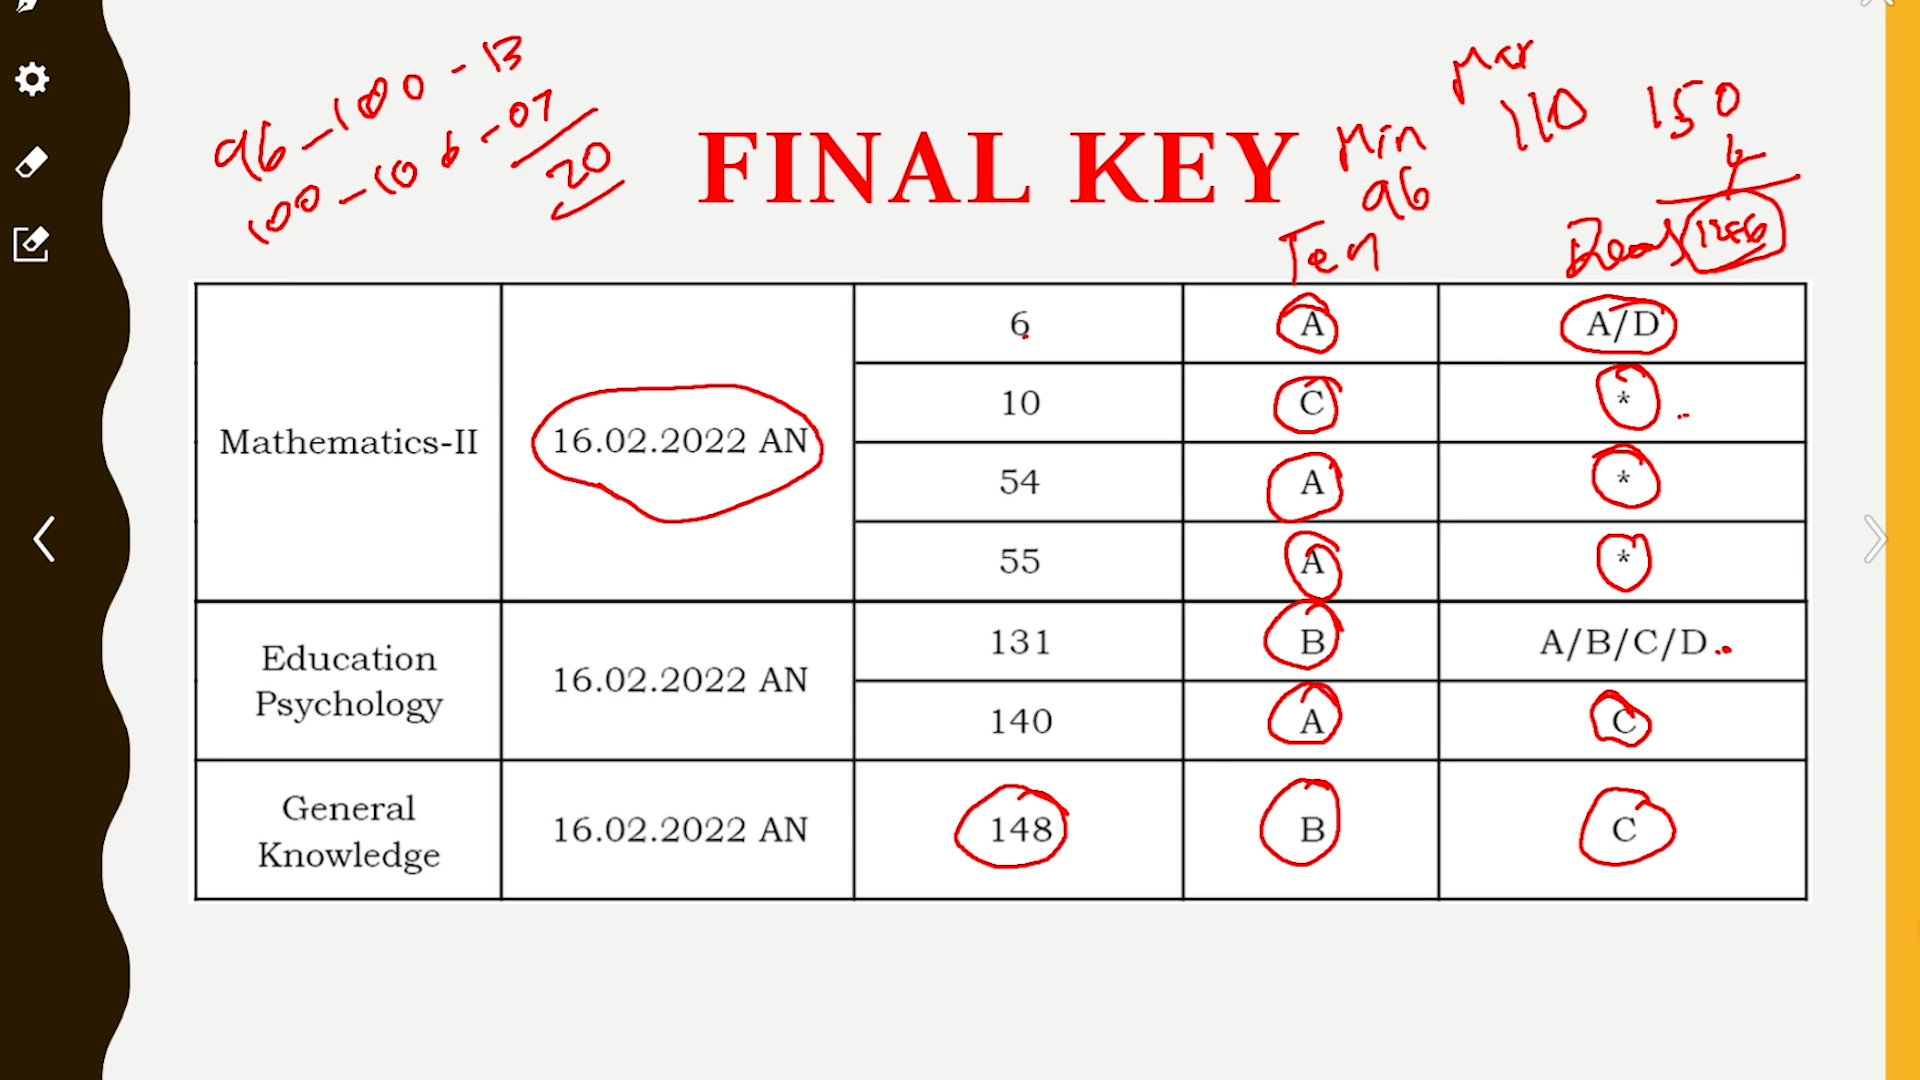 96 - 100 - 13
100 - 106 - 07
20
FINAL KEY
Min
96
Max
110
150
Ten
Mathematics-II 16.02.2022 AN 6 A A/D
10 C *
54 A *
55 A *
Education Psychology 16.02.2022 AN 131 B A/B/C/D
140 A C
General Knowledge 16.02.2022 AN 148 B C